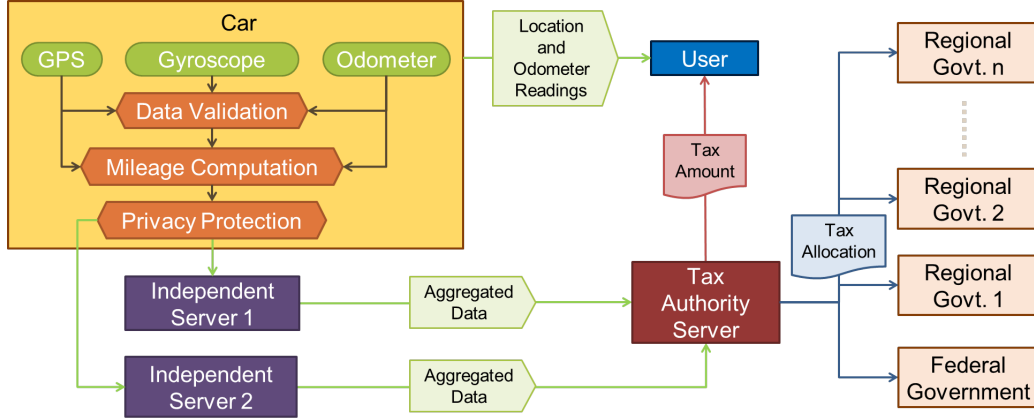 Car
GPS
Gyroscope
Odometer
Data Validation
Mileage Computation
Privacy Protection
Location
and
Odometer
Readings
User
Tax
Amount
Regional
Govt. n
Regional
Govt. 2
Tax
Allocation
Regional
Govt. 1
Federal
Government
Independent
Server 1
Aggregated
Data
Tax
Authority
Server
Independent
Server 2
Aggregated
Data